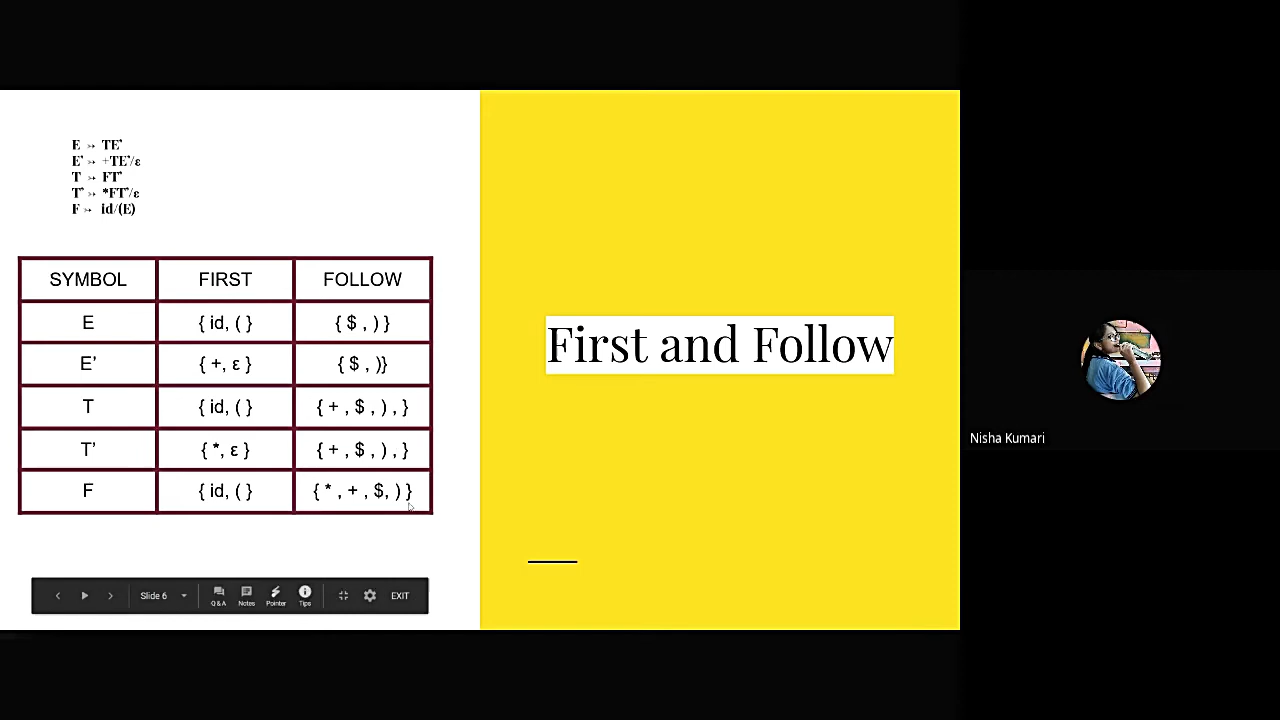 E ➳ TE'
E' ➳ +TE'/ε
T ➳ FT'
T' ➳ *FT'/ε
F ➳ id/(E)
SYMBOL FIRST FOLLOW
E { id, ( } { $ , ) }
E’ { +, ε } { $ , )}
T { id, ( } { + , $ , ) , }
T’ { *, ε } { + , $ , ) , }
F { id, ( } { * , + , $, ) }
First and Follow
Nisha Kumari
Slide 6 Q&A Notes Pointer Tips EXIT